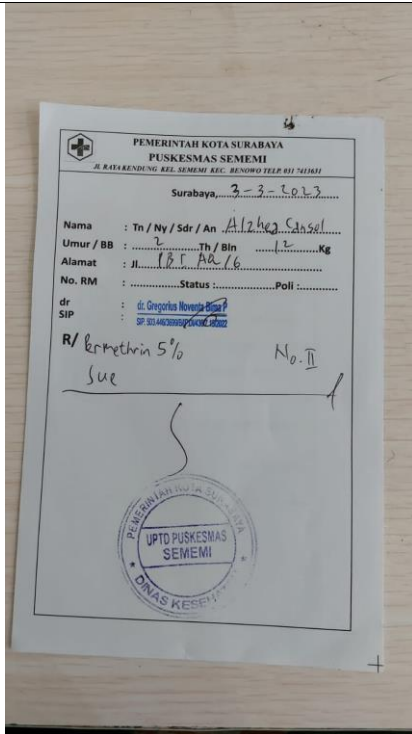 PEMERINTAH KOTA SURABAYA
PUSKESMAS SEMEMI
JL. RAYA KENDUNG KEL. SEMEMI KEC. BENOWO TELP. 031 7413631
Surabaya, 3-3-2023
Nama : Tn / Ny / Sdr / An Alzhea
Umur / BB : 2 Th / Bln 12 Kg
Alamat : Jl. PBI AA/6
No. RM : Status : Poli :
dr : dr. Gregorius Novents Bima P
SIP :
R/ Permethrin 5% No. II
Sue
PEMERINTAH KOTA SURABAYA
UPTD PUSKESMAS
SEMEMI
DINAS KESEHATAN